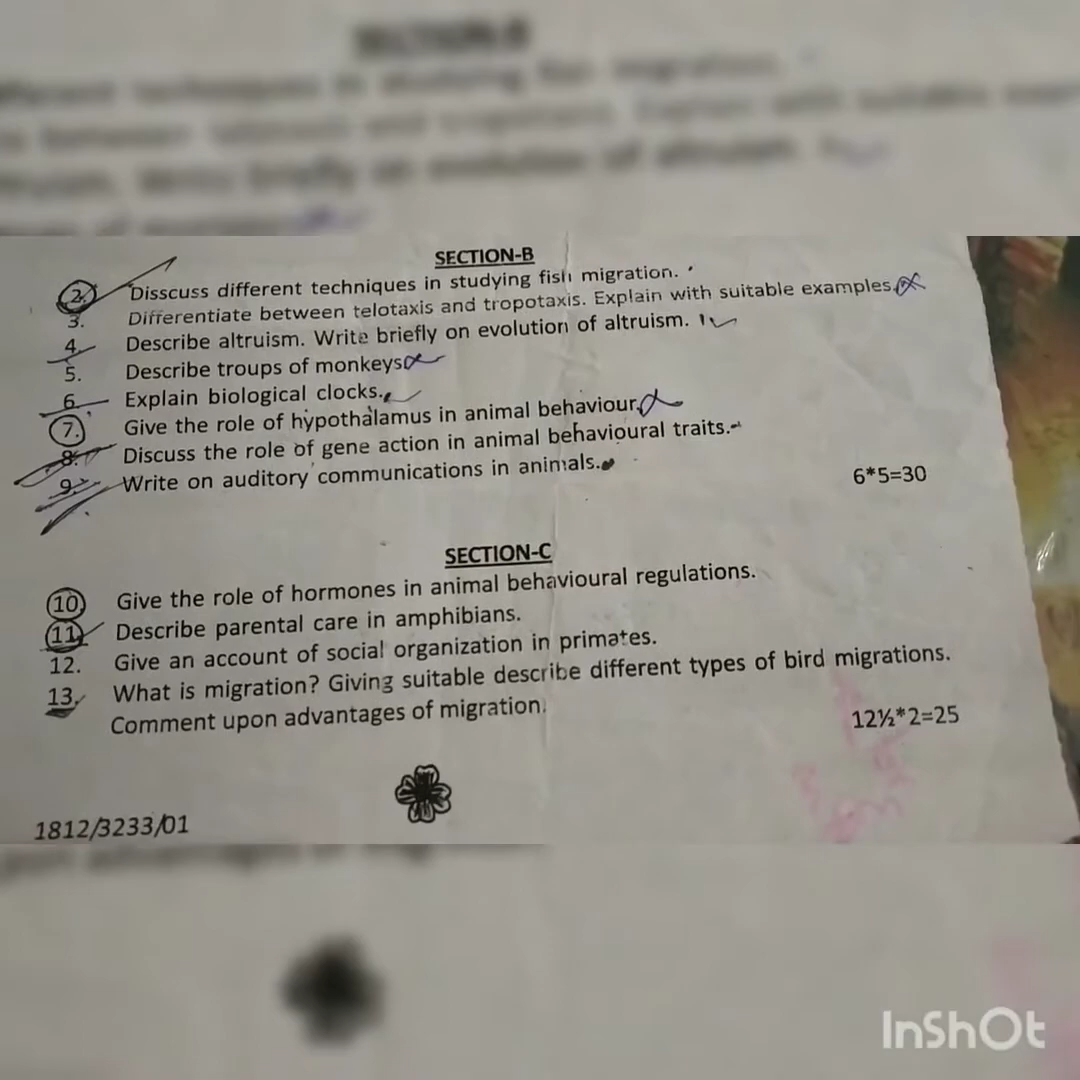 SECTION-B
2. Disscuss different techniques in studying fish migration.
3. Differentiate between telotaxis and tropotaxis. Explain with suitable examples.
4. Describe altruism. Write briefly on evolution of altruism.
5. Describe troups of monkeys
6. Explain biological clocks.
7. Give the role of hypothalamus in animal behaviour.
8. Discuss the role of gene action in animal behavioural traits.
9. Write on auditory communications in animals.
6*5=30
SECTION-C
10. Give the role of hormones in animal behavioural regulations.
11. Describe parental care in amphibians.
12. Give an account of social organization in primates.
13. What is migration? Giving suitable describe different types of bird migrations.
Comment upon advantages of migration.
12½*2=25
1812/3233/01
InShOt